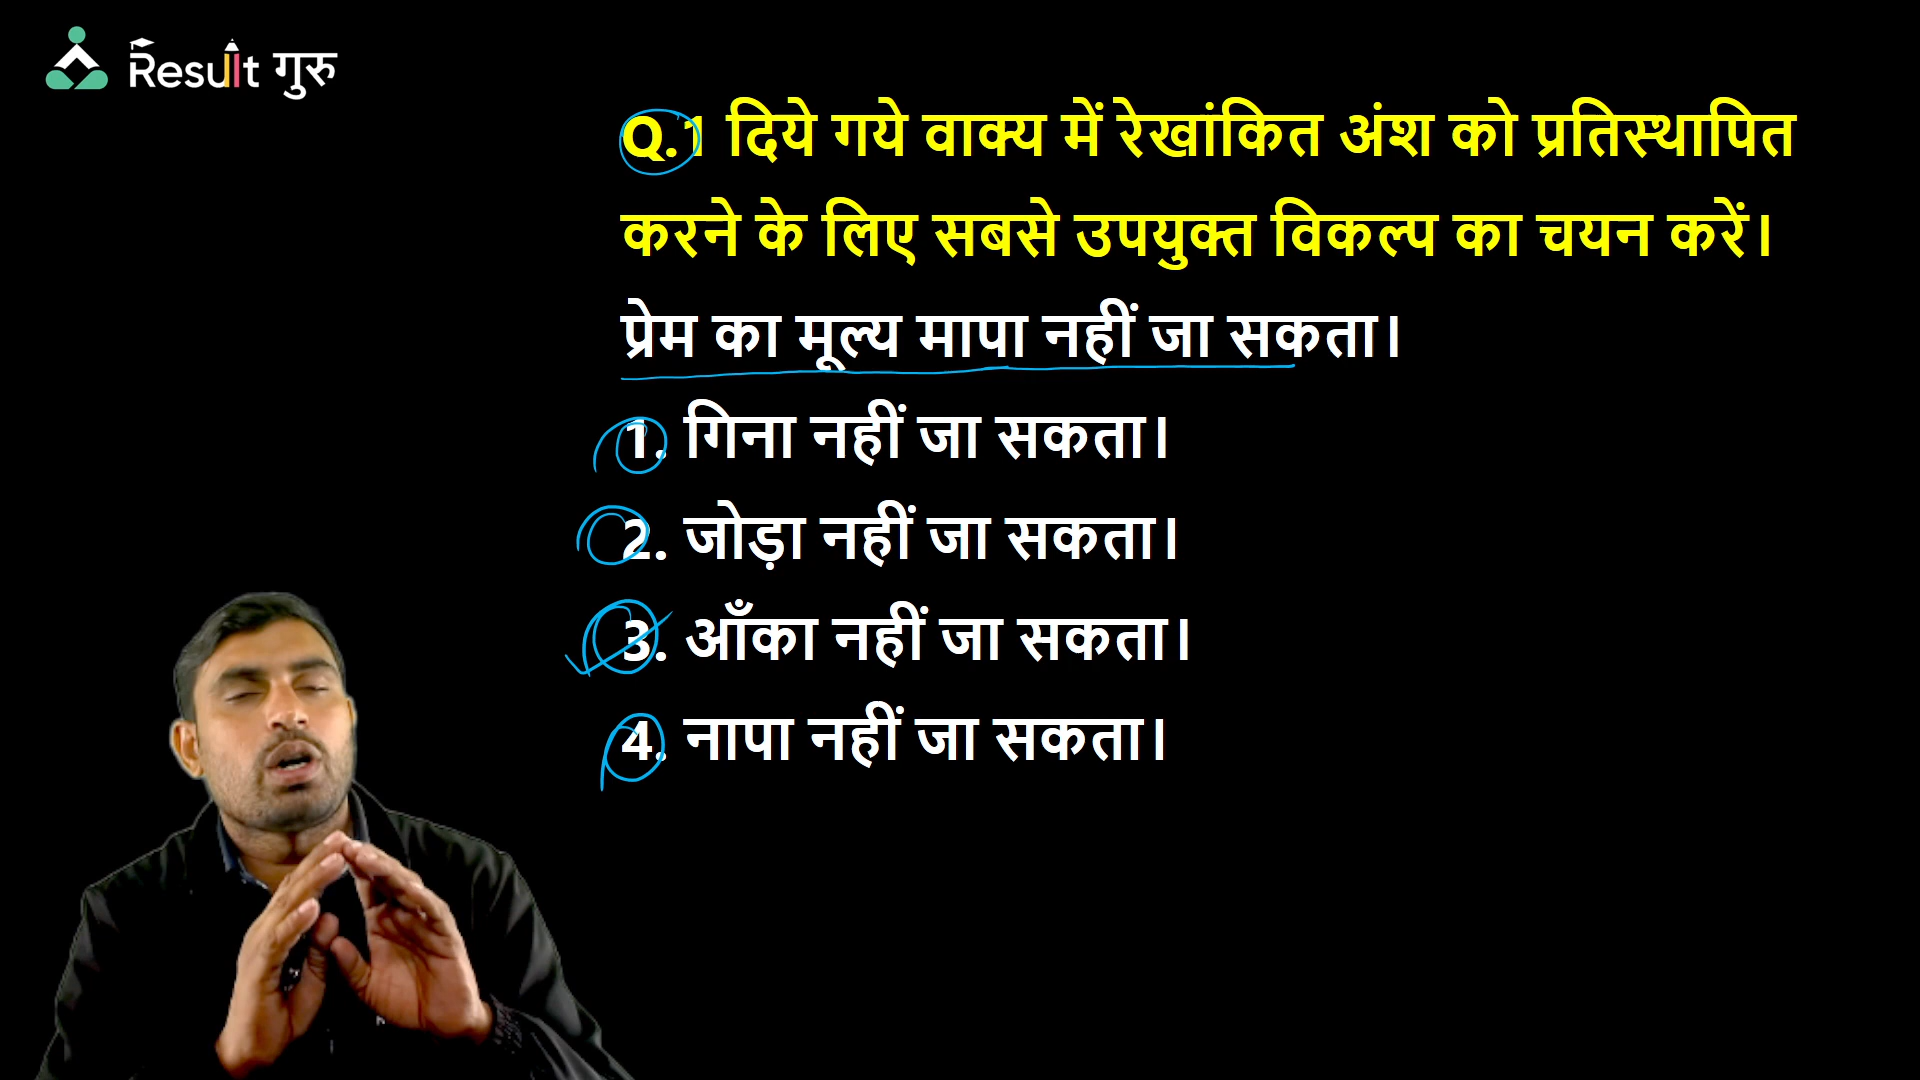 Result गुरु
Q.1 दिये गये वाक्य में रेखांकित अंश को प्रतिस्थापित
करने के लिए सबसे उपयुक्त विकल्प का चयन करें।
प्रेम का मूल्य मापा नहीं जा सकता।
1. गिना नहीं जा सकता।
2. जोड़ा नहीं जा सकता।
3. आँका नहीं जा सकता।
4. नापा नहीं जा सकता।